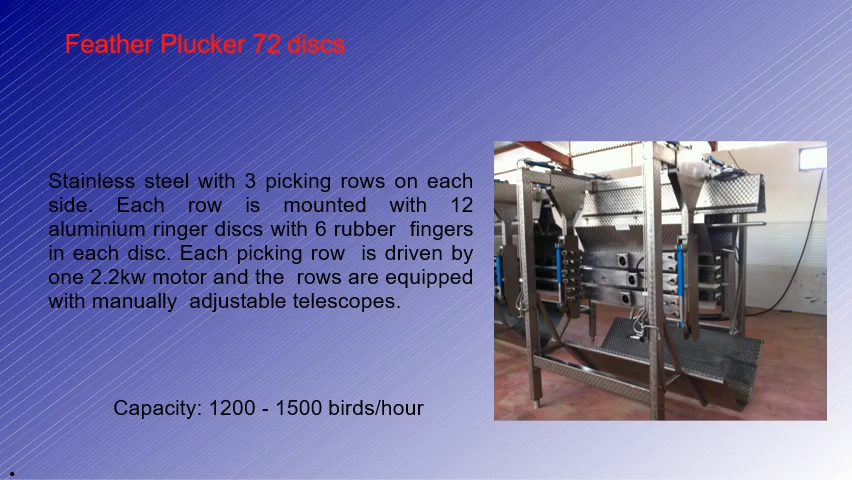 Feather Plucker 72 discs
Stainless steel with 3 picking rows on each
side. Each row is mounted with 12
aluminium ringer discs with 6 rubber fingers
in each disc. Each picking row is driven by
one 2.2kw motor and the rows are equipped
with manually adjustable telescopes.
Capacity: 1200 - 1500 birds/hour